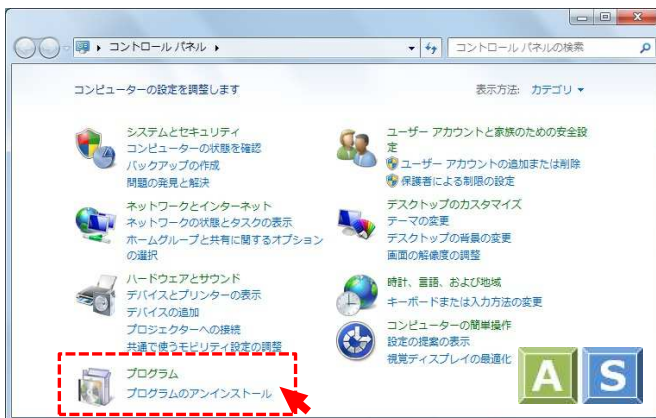 コントロール パネル
コントロール パネルの検索
コンピューターの設定を調整します
表示方法: カテゴリ
システムとセキュリティ
コンピューターの状態を確認
バックアップの作成
問題の発見と解決
ネットワークとインターネット
ネットワークの状態とタスクの表示
ホームグループと共有に関するオプション
の選択
ハードウェアとサウンド
デバイスとプリンターの表示
デバイスの追加
プロジェクターへの接続
共通で使うモビリティ設定の調整
プログラム
プログラムのアンインストール
ユーザー アカウントと家族のための安全設
定
ユーザー アカウントの追加または削除
保護者による制限の設定
デスクトップのカスタマイズ
テーマの変更
デスクトップの背景の変更
画面の解像度の調整
時計、言語、および地域
キーボードまたは入力方法の変更
コンピューターの簡単操作
設定の提案の表示
視覚ディスプレイの最適化
A S